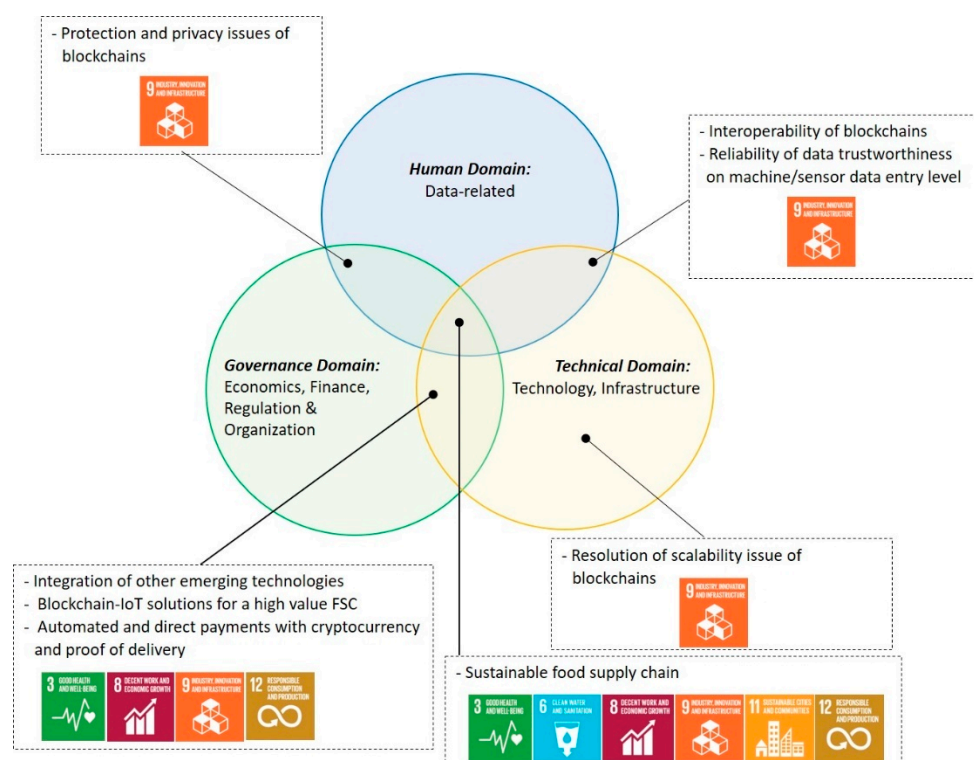 - Protection and privacy issues of
blockchains
9 INDUSTRY, INNOVATION
AND INFRASTRUCTURE
Human Domain:
Data-related
- Interoperability of blockchains
- Reliability of data trustworthiness
on machine/sensor data entry level
9 INDUSTRY, INNOVATION
AND INFRASTRUCTURE
Governance Domain:
Economics, Finance,
Regulation &
Organization
Technical Domain:
Technology, Infrastructure
- Resolution of scalability issue of
blockchains
9 INDUSTRY, INNOVATION
AND INFRASTRUCTURE
- Integration of other emerging technologies
- Blockchain-IoT solutions for a high value FSC
- Automated and direct payments with cryptocurrency
and proof of delivery
3 GOOD HEALTH
AND WELL-BEING
8 DECENT WORK AND
ECONOMIC GROWTH
9 INDUSTRY, INNOVATION
AND INFRASTRUCTURE
12 RESPONSIBLE
CONSUMPTION
AND PRODUCTION
- Sustainable food supply chain
3 GOOD HEALTH
AND WELL-BEING
6 CLEAN WATER
AND SANITATION
8 DECENT WORK AND
ECONOMIC GROWTH
9 INDUSTRY, INNOVATION
AND INFRASTRUCTURE
11 SUSTAINABLE CITIES
AND COMMUNITIES
12 RESPONSIBLE
CONSUMPTION
AND PRODUCTION